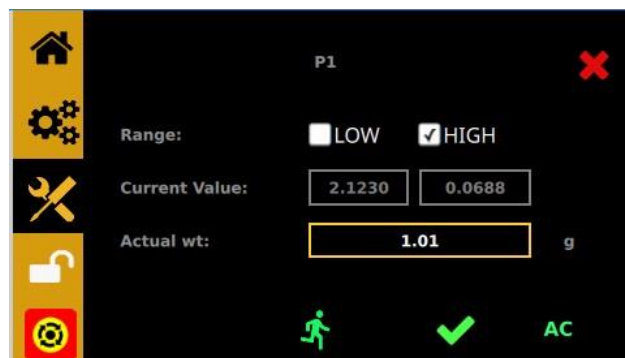 P1
Range: LOW HIGH
Current Value: 2.1230 0.0688
Actual wt: 1.01 g
AC